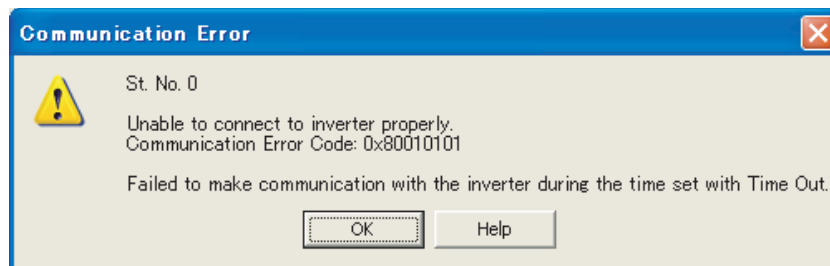 Communication Error
St. No. 0
Unable to connect to inverter properly.
Communication Error Code: 0x80010101
Failed to make communication with the inverter during the time set with Time Out.
OK
Help